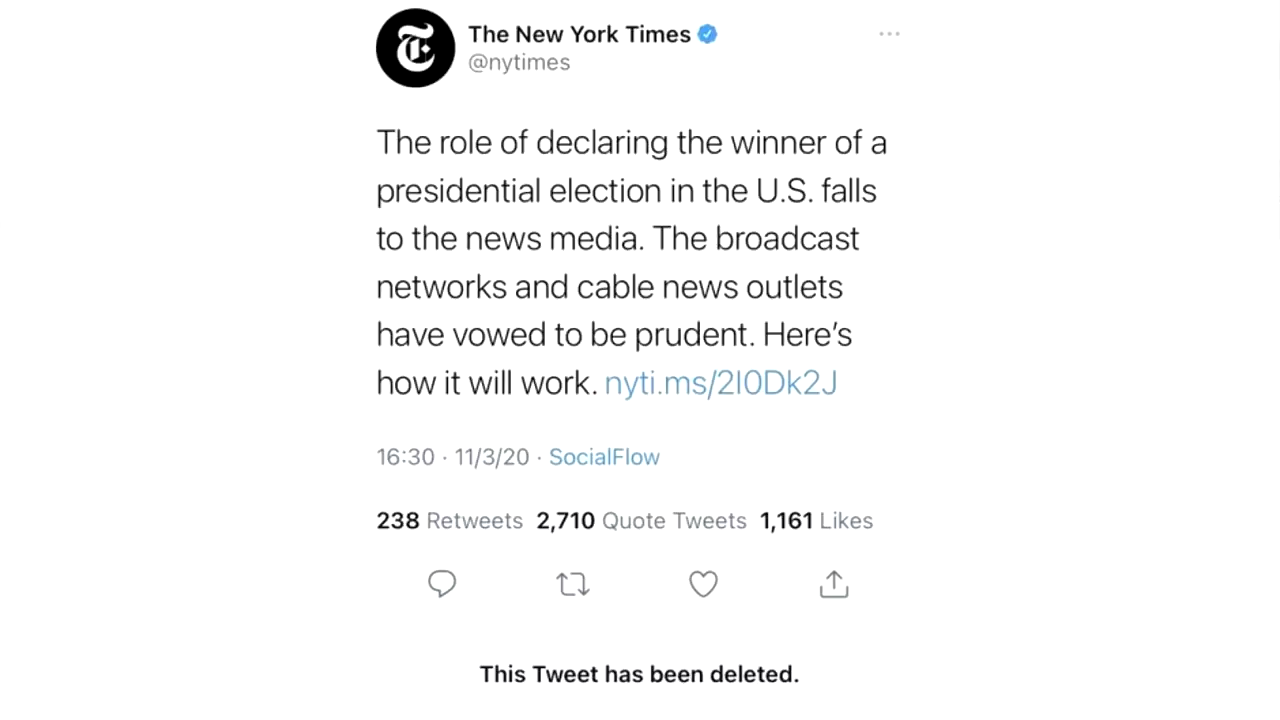 The New York Times
@nytimes
The role of declaring the winner of a
presidential election in the U.S. falls
to the news media. The broadcast
networks and cable news outlets
have vowed to be prudent. Here’s
how it will work. nyti.ms/2I0Dk2J
16:30 · 11/3/20 · SocialFlow
238 Retweets 2,710 Quote Tweets 1,161 Likes
This Tweet has been deleted.